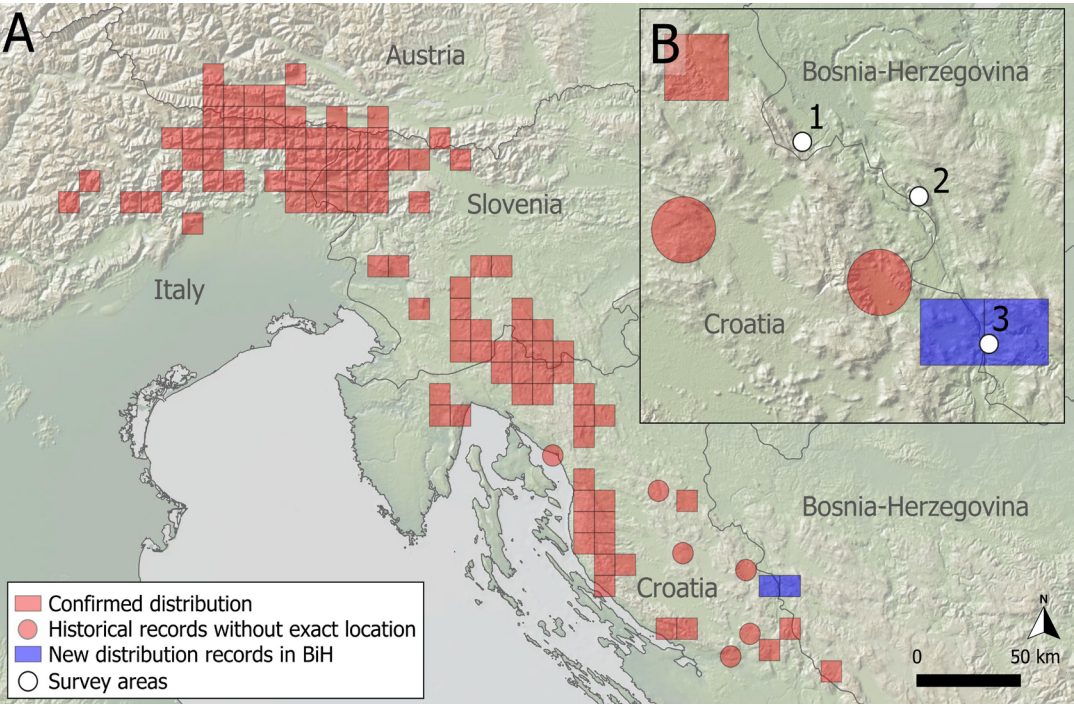 A
Austria
B
Bosnia-Herzegovina
1
2
Slovenia
Italy
3
Croatia
Bosnia-Herzegovina
Croatia
Confirmed distribution
Historical records without exact location
New distribution records in BiH
Survey areas
N
0 50 km